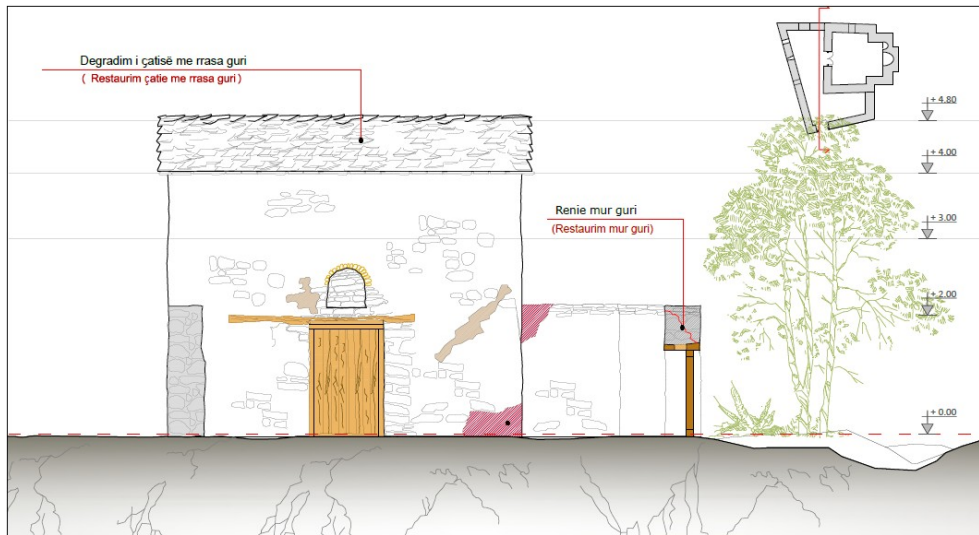 Degradim i çatisë me rrasa guri
( Restaurim çatie me rrasa guri )
+ 4.80
+ 4.00
Renie mur guri
(Restaurim mur guri)
+ 3.00
+ 2.00
+ 0.00